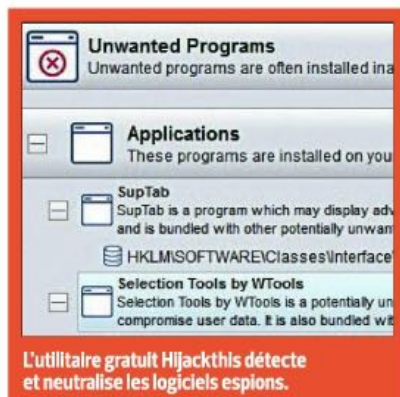 Unwanted Programs
Unwanted programs are often installed ina
Applications
These programs are installed on your
SupTab
SupTab is a program which may display adv
and is bundled with other potentially unwan
HKLM\SOFTWARE\Classes\Interface\
Selection Tools by WTools
Selection Tools by WTools is a potentially un
compromise user data. It is also bundled wit
L'utilitaire gratuit Hijackthis détecte
et neutralise les logiciels espions.